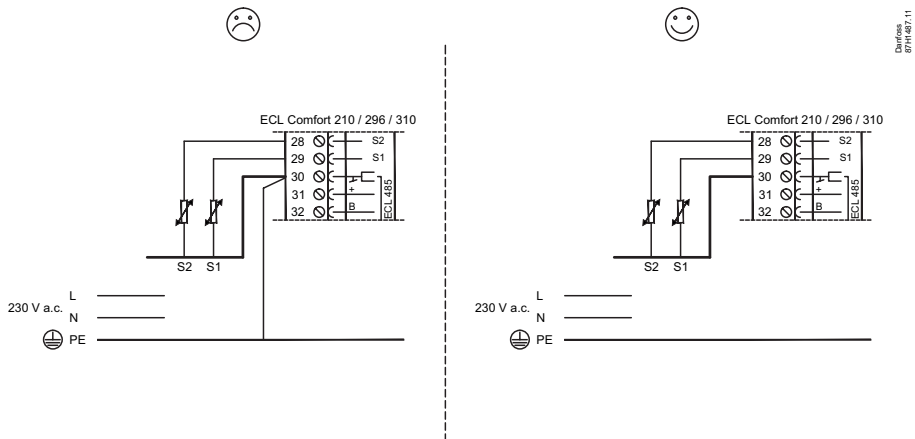 Danfoss
87H1487.11
ECL Comfort 210 / 296 / 310
28 S2
29 S1
30
31 +
32 B
ECL 485
S2 S1
L
230 V a.c.
N
PE
ECL Comfort 210 / 296 / 310
28 S2
29 S1
30
31 +
32 B
ECL 485
S2 S1
L
230 V a.c.
N
PE